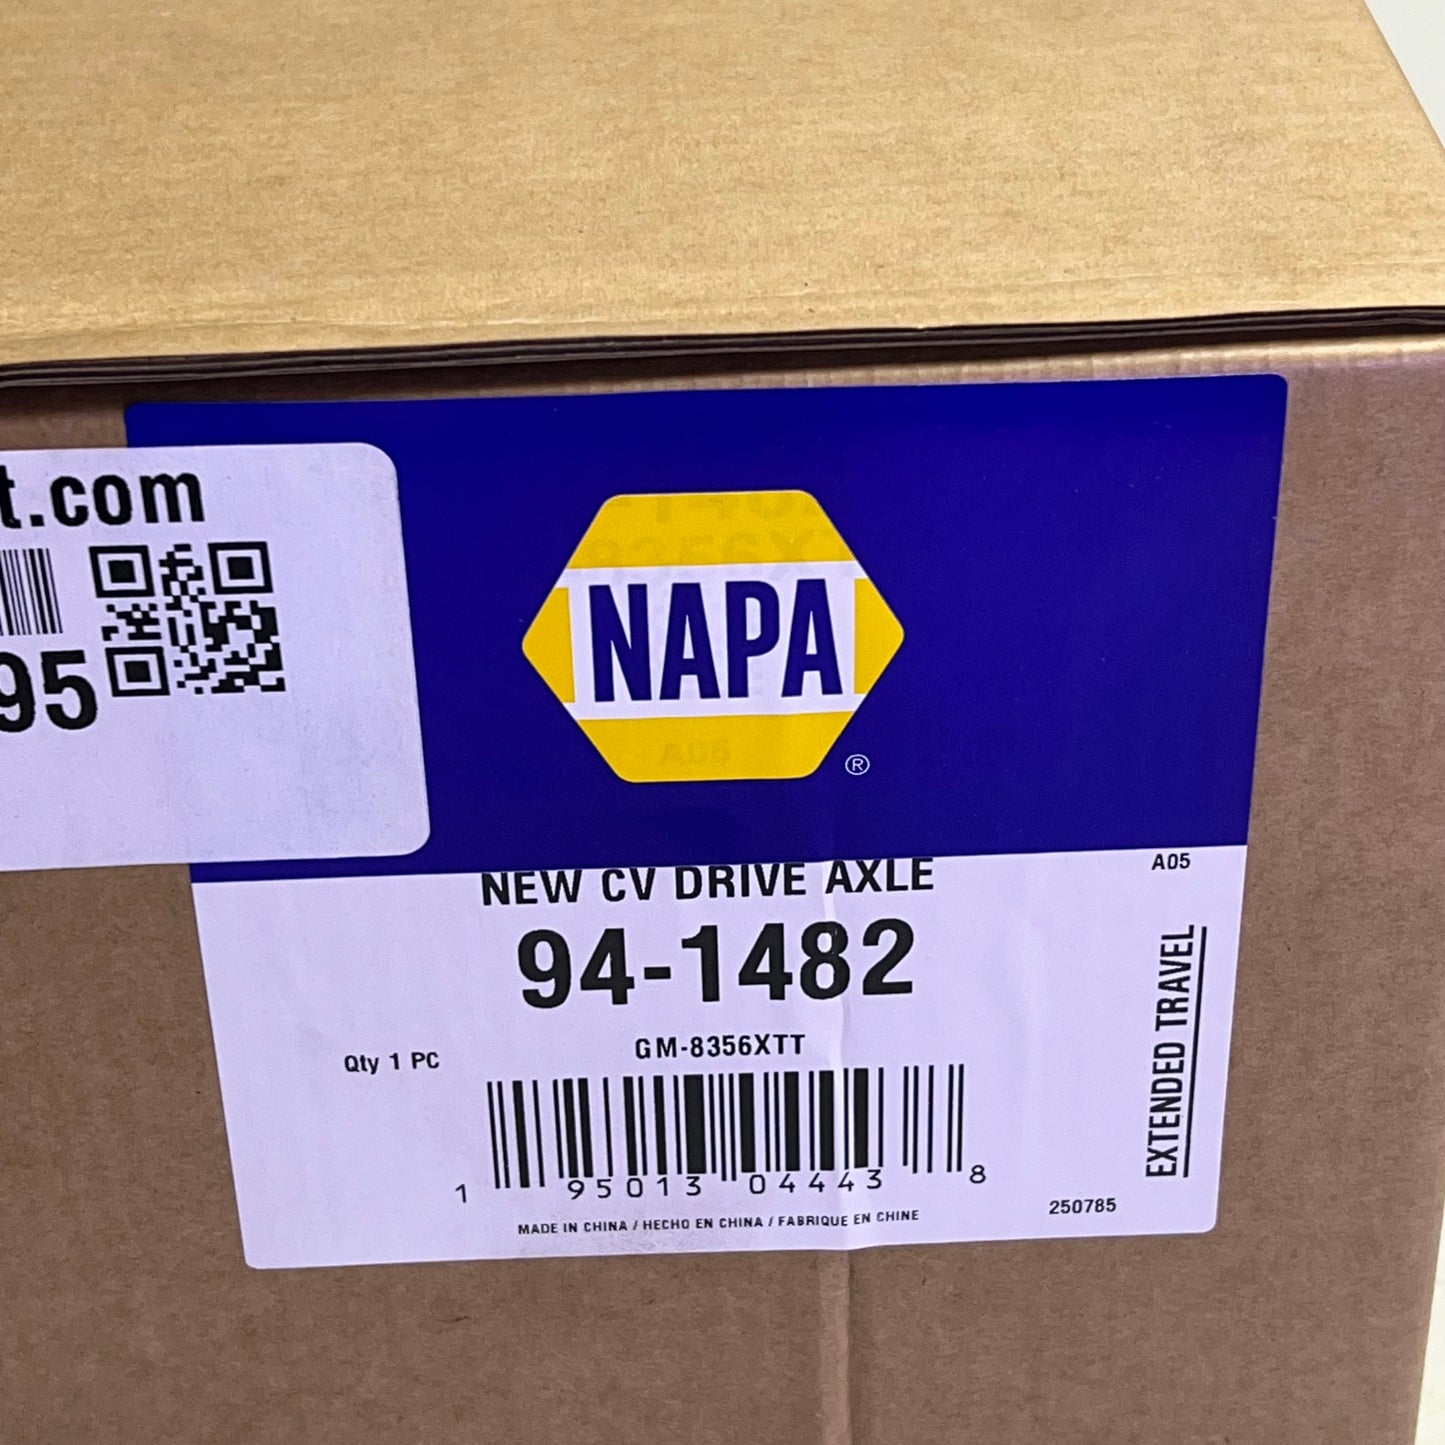 t.com
95
NAPA
®
A05
NEW CV DRIVE AXLE
A05
94-1482
GM-8356XTT
Qty 1 PC
1 95013 04443 8
MADE IN CHINA / HECHO EN CHINA / FABRIQUE EN CHINE
250785
EXTENDED TRAVEL